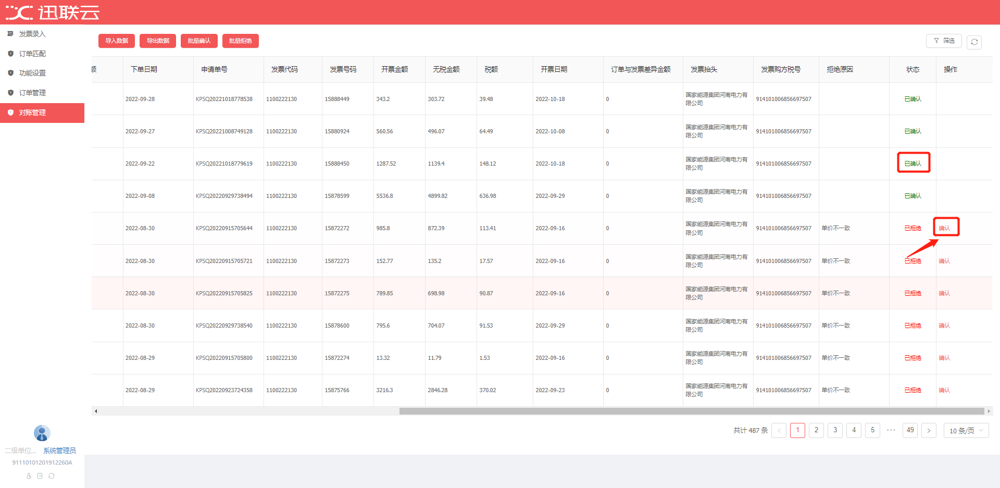 迅联云
发票录入
订单匹配
功能设置
订单管理
对账管理
导入数据 导出数据 批量确认 批量拒绝 筛选
额 下单日期 申请单号 发票代码 发票号码 开票金额 无税金额 税额 开票日期 订单与发票差异金额 发票抬头 发票购方税号 拒绝原因 状态 操作
2022-09-28 KPSQ20221018778538 1100222130 15888449 343.2 303.72 39.48 2022-10-18 0 国家能源集团河南电力有
限公司 914101006856697507 已确认
2022-09-27 KPSQ20221008749128 1100222130 15880924 560.56 496.07 64.49 2022-10-08 0 国家能源集团河南电力有
限公司 914101006856697507 已确认
2022-09-22 KPSQ20221018779619 1100222130 15888450 1287.52 1139.4 148.12 2022-10-18 0 国家能源集团河南电力有
限公司 914101006856697507 已确认
2022-09-08 KPSQ20220929738494 1100222130 15878599 5536.8 4899.82 636.98 2022-09-29 0 国家能源集团河南电力有
限公司 914101006856697507 已确认
2022-08-30 KPSQ20220915705644 1100222130 15872272 985.8 872.39 113.41 2022-09-16 0 国家能源集团河南电力有
限公司 914101006856697507 单价不一致 已拒绝 确认
2022-08-30 KPSQ20220915705721 1100222130 15872273 152.77 135.2 17.57 2022-09-16 0 国家能源集团河南电力有
限公司 914101006856697507 单价不一致 已拒绝 确认
2022-08-30 KPSQ20220915705825 1100222130 15872275 789.85 698.98 90.87 2022-09-16 0 国家能源集团河南电力有
限公司 914101006856697507 单价不一致 已拒绝 确认
2022-08-30 KPSQ20220929738540 1100222130 15878600 795.6 704.07 91.53 2022-09-29 0 国家能源集团河南电力有
限公司 914101006856697507 单价不一致 已拒绝 确认
2022-08-29 KPSQ20220915705800 1100222130 15872274 13.32 11.79 1.53 2022-09-16 0 国家能源集团河南电力有
限公司 914101006856697507 单价不一致 已拒绝 确认
2022-08-29 KPSQ20220923724358 1100222130 15875766 3216.3 2846.28 370.02 2022-09-23 0 国家能源集团河南电力有
限公司 914101006856697507 单价不一致 已拒绝 确认
共计 487 条 < 1 2 3 4 5 ••• 49 > 10 条/页
二级单位... 系统管理员
91110101201912260A